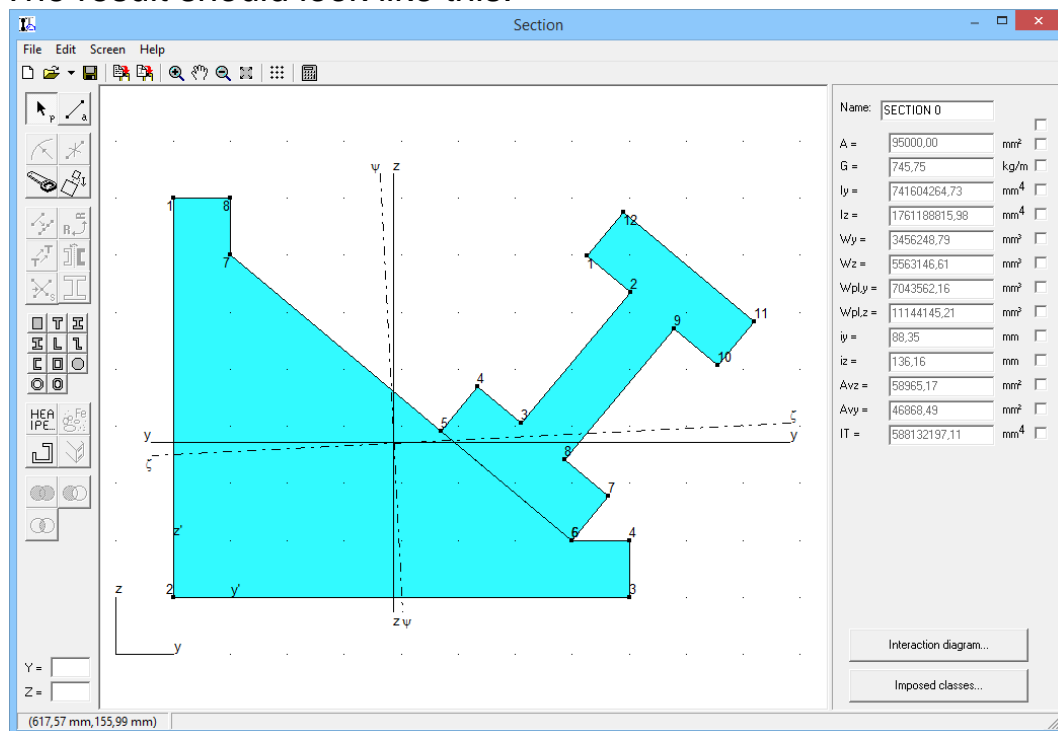 The result should look like this:
Section
File Edit Screen Help
P a
R
T T
S
HEA IPE... Fe
ψ z
1 8
7
12
1
2
11
9
10
4
3
5
y ζ
y
ζ
8
7
6 4
z'
2 y' 3
z
z ψ
y
Name: SECTION 0
A = 95000,00 mm²
G = 745,75 kg/m
Iy = 741604264,73 mm4
Iz = 1761188815,98 mm4
Wy = 3456248,79 mm³
Wz = 5563146,61 mm³
Wpl,y = 7043562,16 mm³
Wpl,z = 11144145,21 mm³
iy = 88,35 mm
iz = 136,16 mm
Avz = 58965,17 mm²
Avy = 46868,49 mm²
IT = 588132197,11 mm4
Interaction diagram...
Imposed classes...
Y =
Z =
(617,57 mm,155,99 mm)